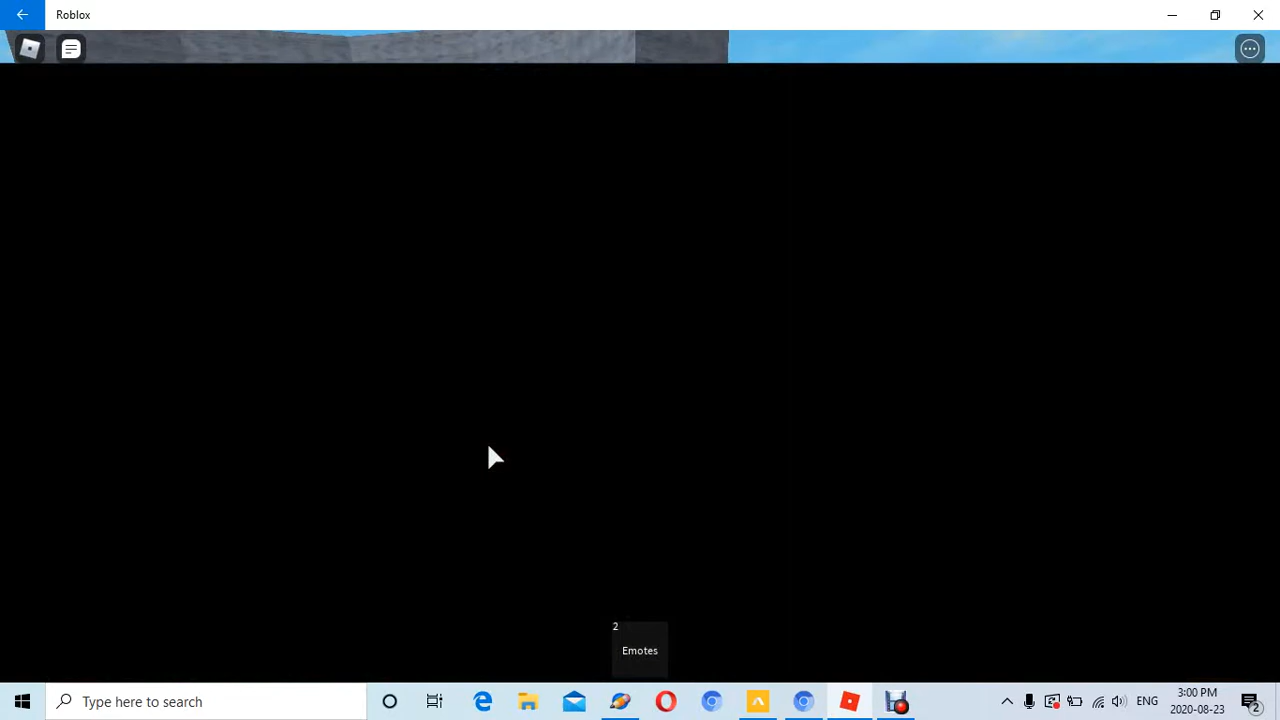 Roblox
2
Emotes
Type here to search
ENG
3:00 PM
2020-08-23
2